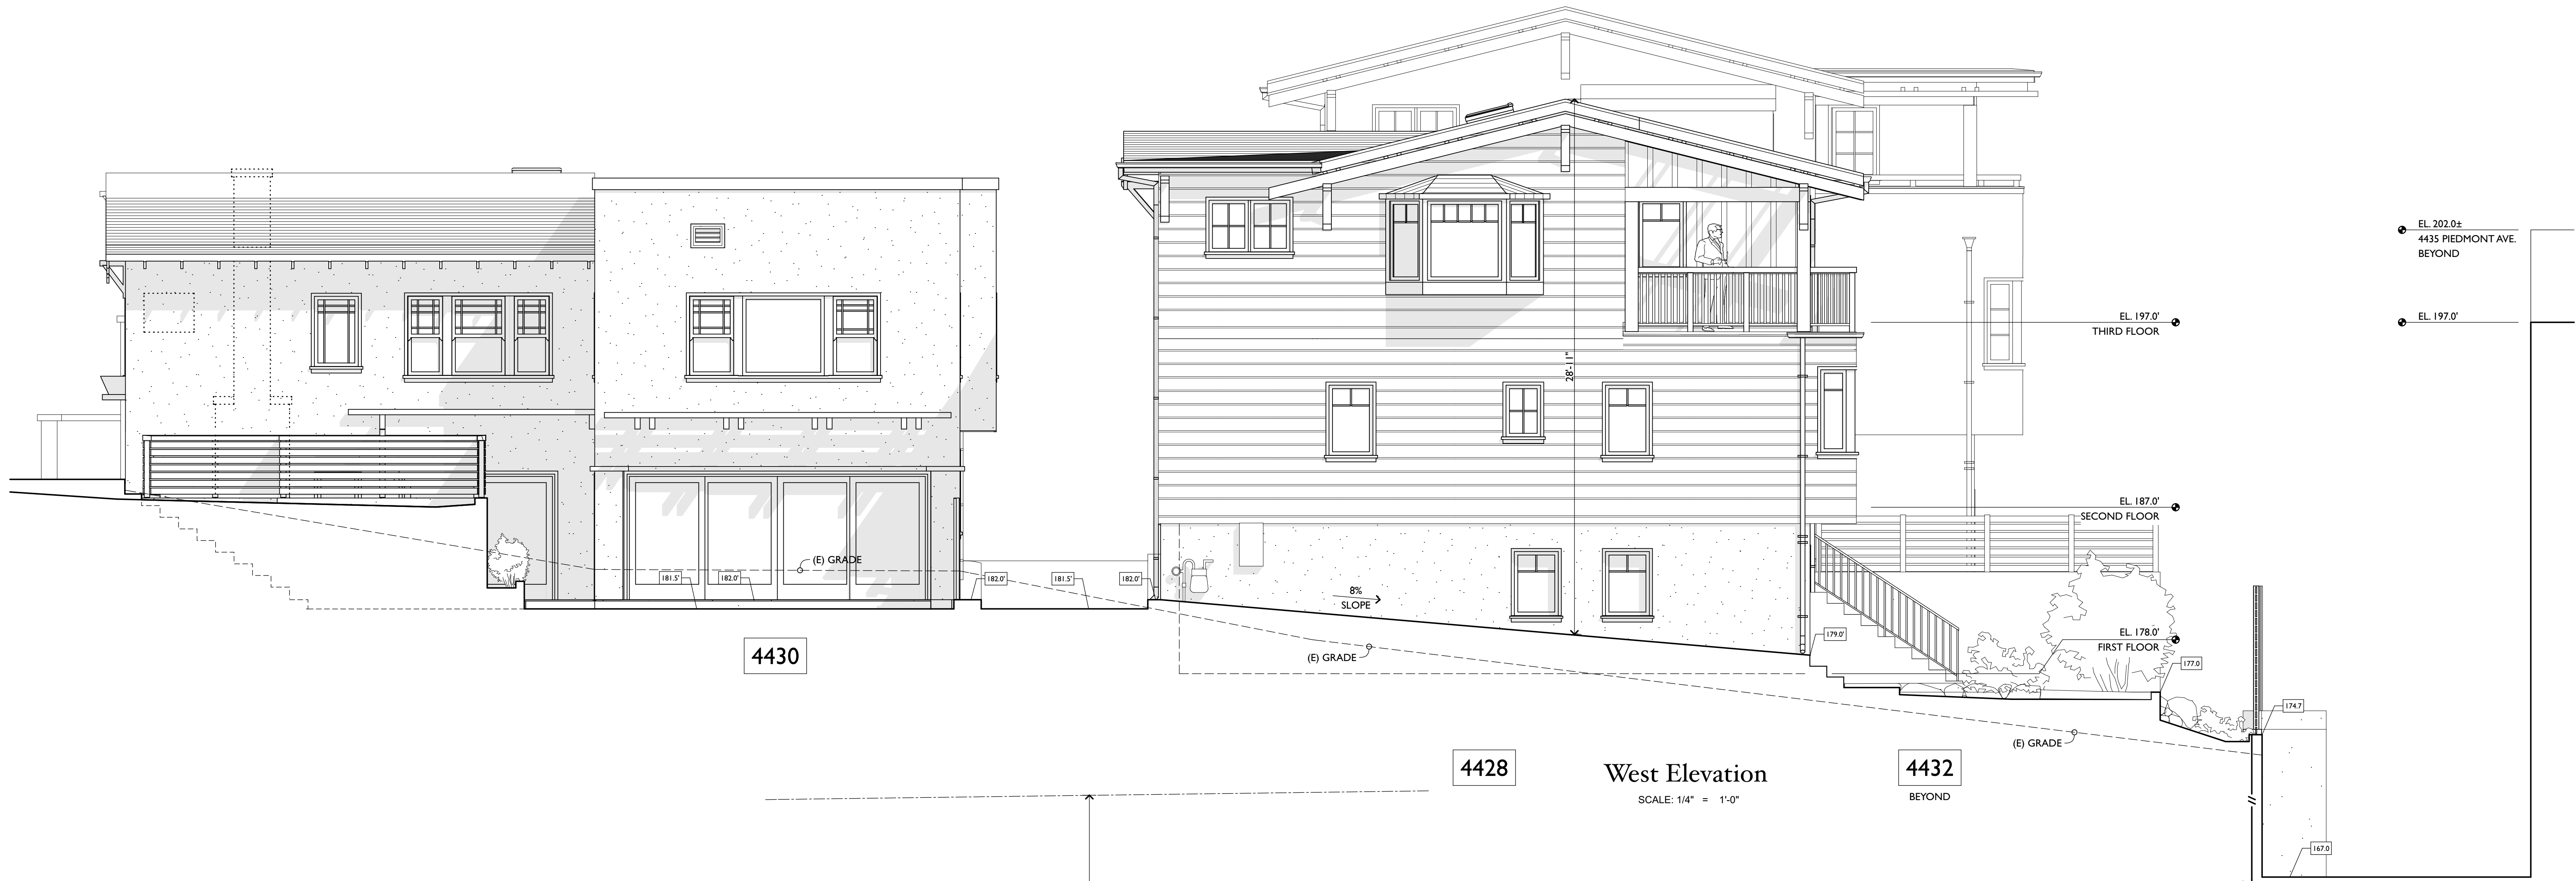 EL. 202.0±
4435 PIEDMONT AVE.
BEYOND
EL. 197.0'
THIRD FLOOR
EL. 197.0'
28'-11"
EL. 187.0'
SECOND FLOOR
(E) GRADE
181.5'
182.0'
182.0'
181.5'
182.0'
8%
SLOPE
179.0'
EL. 178.0'
FIRST FLOOR
177.0
4430
(E) GRADE
174.7
(E) GRADE
4428
West Elevation
SCALE: 1/4" = 1'-0"
4432
BEYOND
167.0